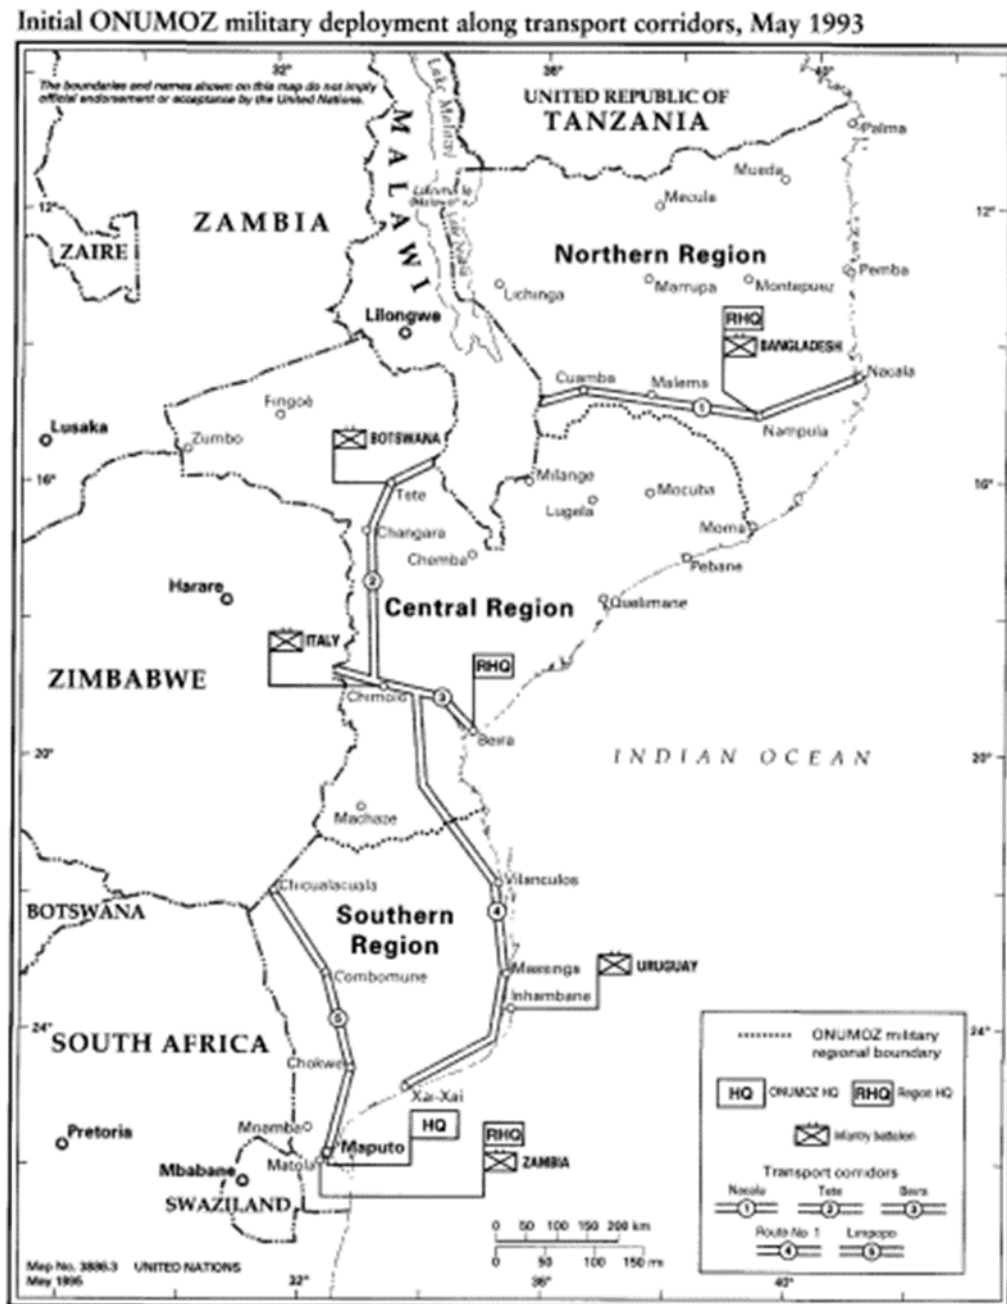 Initial ONUMOZ military deployment along transport corridors, May 1993
32°
36°
40°
The boundaries and names shown on this map do not imply
official endorsement or acceptance by the United Nations.
UNITED REPUBLIC OF
TANZANIA
MALAWI
Lake Malawi
Palma
Mueda
Mecula
12°
12°
ZAMBIA
ZAIRE
Northern Region
Pemba
Lichinga
Marrupa
Montepuez
Lilongwe
RHQ
BANGLADESH
Nacala
Cuamba
Malema
1
Nampula
Fingoè
Lusaka
Zumbo
BOTSWANA
16°
16°
Tete
Milange
Mocuba
Lugela
Changara
Moma
Chemba
Pebane
2
Harare
Central Region
Quelimane
ITALY
RHQ
ZIMBABWE
Chimoio
3
Beira
INDIAN OCEAN
20°
20°
Machaze
Chicualacuala
Vilanculos
BOTSWANA
Southern
Region
4
Combomune
Massinga
URUGUAY
Inhambane
5
24°
24°
SOUTH AFRICA
Chokwe
Xai-Xai
HQ
Moamba
Maputo
RHQ
ZAMBIA
Pretoria
Matola
Mbabane
SWAZILAND
ONUMOZ military
regional boundary
HQ ONUMOZ HQ RHQ Region HQ
Infantry battalion
Transport corridors
Nacala Tete Beira
1 2 3
Route No. 1 Limpopo
4 5
0 50 100 150 200 km
0 50 100 150 mi
Map No. 3886.3 UNITED NATIONS
May 1995
32°
36°
40°